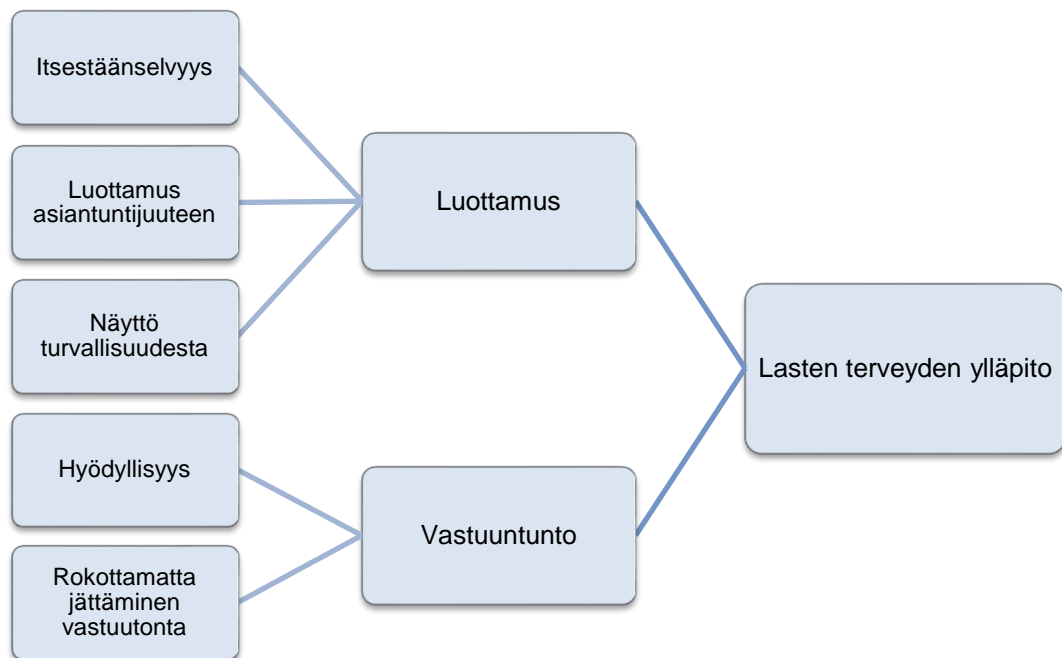 Itsestäänselvyys
Luottamus
asiantuntijuuteen
Näyttö
turvallisuudesta
Hyödyllisyys
Rokottamatta
jättäminen
vastuutonta
Luottamus
Vastuuntunto
Lasten terveyden ylläpito